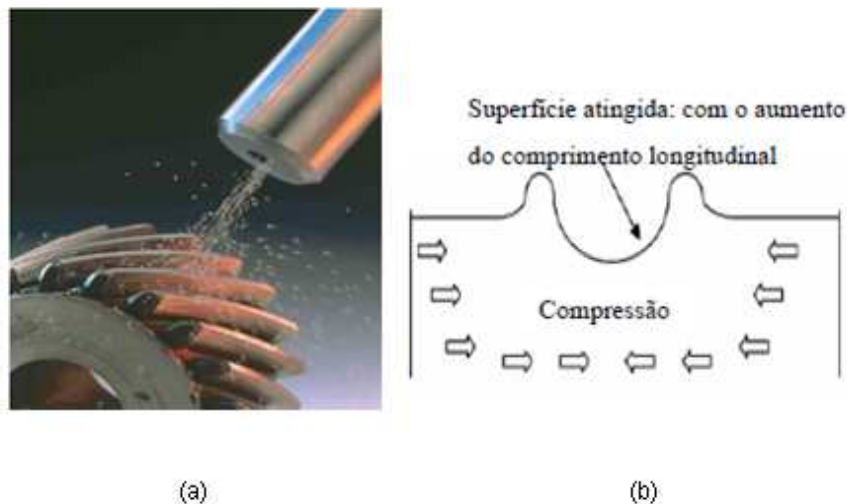 Superfície atingida: com o aumento
do comprimento longitudinal
Compressão
(a)
(b)